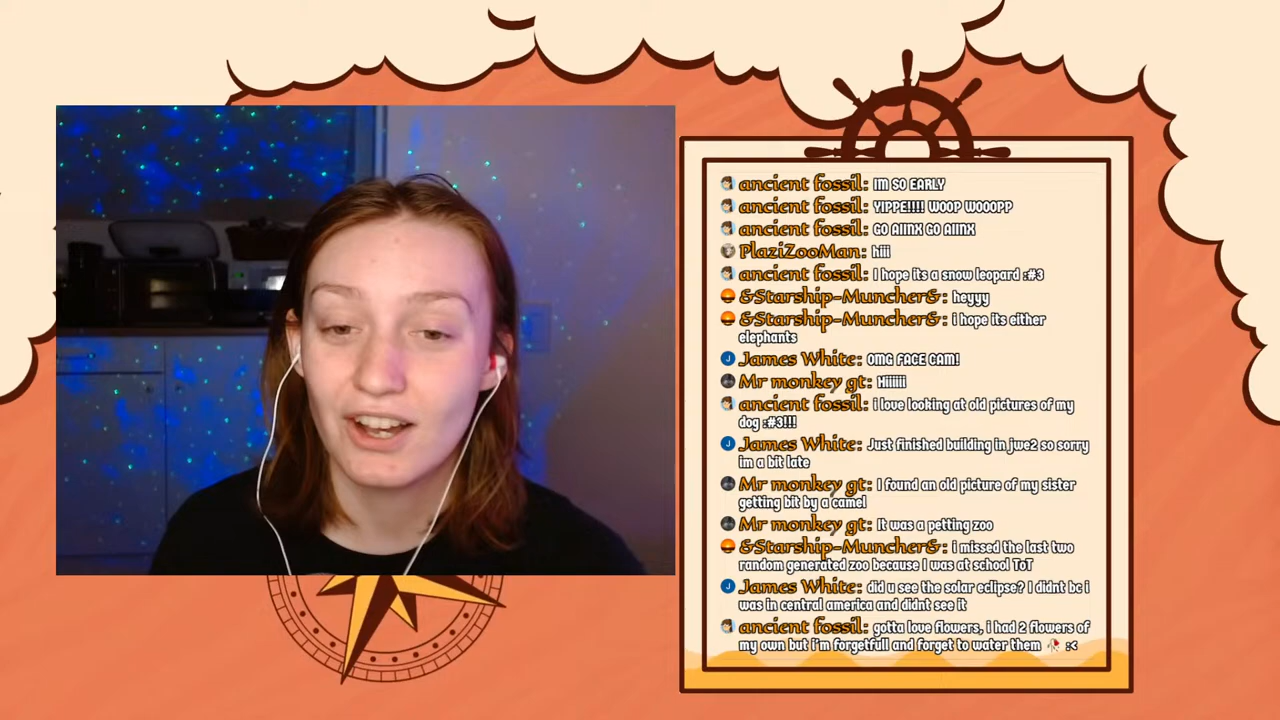 ancient fossil: IM SO EARLY
ancient fossil: YIPPE!!!! WOOP WOOOPP
ancient fossil: GO AIINX GO AIINX
PlaziZooMan: hiii
ancient fossil: I hope its a snow leopard :#3
&Starship-Muncher&: heyyy
&Starship-Muncher&: i hope its either
elephants
James White: OMG FACE CAM!
Mr monkey gt: Hiiiiii
ancient fossil: i love looking at old pictures of my
dog :#3!!!
James White: Just finished building in jwe2 so sorry
im a bit late
Mr monkey gt: I found an old picture of my sister
getting bit by a camel
Mr monkey gt: It was a petting zoo
&Starship-Muncher&: i missed the last two
random generated zoo because I was at school ToT
James White: did u see the solar eclipse? I didnt bc i
was in central america and didnt see it
ancient fossil: gotta love flowers, i had 2 flowers of
my own but i'm forgetfull and forget to water them 🥀 :<